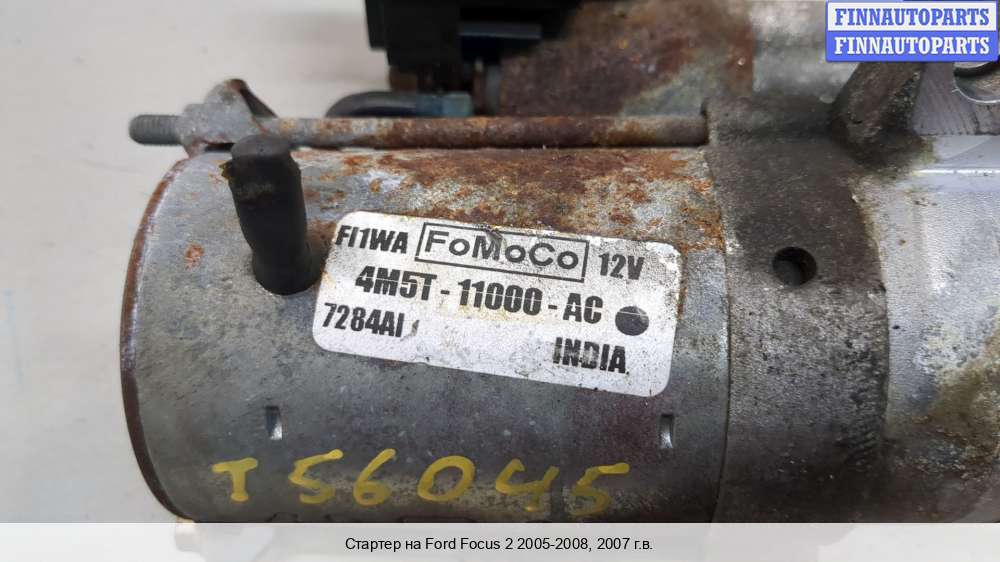 FINNAUTOPARTS
FINNAUTOPARTS
FI1WA FoMoCo 12V
4M5T-11000-AC
7284AI
INDIA
T56045
Стартер на Ford Focus 2 2005-2008, 2007 г.в.